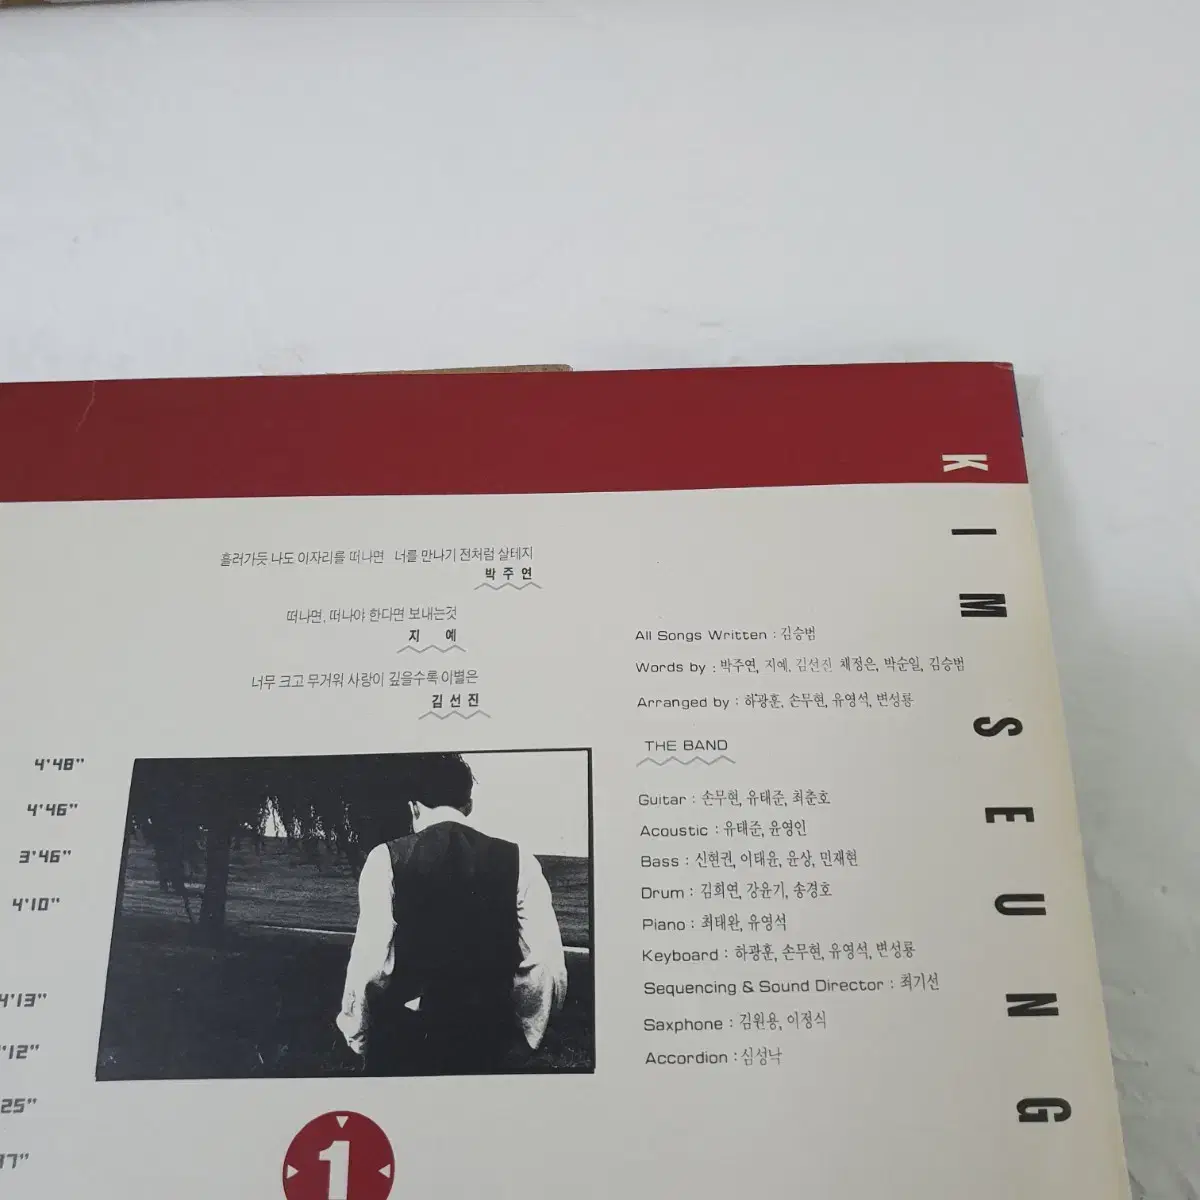 흘러가듯 나도 이자리를 떠나면 너를 만나기 전처럼 살테지
박주연
떠나면, 떠나야 한다면 보내는것
지 예
너무 크고 무거워 사랑이 깊을수록 이별은
김선진
4'48"
4'46"
3'46"
4'10"
4'13"
'12"
25"
37"
All Songs Written : 김승범
Words by : 박주연, 지예, 김선진 채정은, 박순일, 김승범
Arranged by : 하광훈, 손무현, 유영석, 변성룡
THE BAND
Guitar : 손무현, 유태준, 최춘호
Acoustic : 유태준, 윤영인
Bass : 신현권, 이태윤, 윤상, 민재현
Drum : 김희연, 강윤기, 송경호
Piano : 최태완, 유영석
Keyboard : 하광훈, 손무현, 유영석, 변성룡
Sequencing & Sound Director : 최기선
Saxphone : 김원용, 이정식
Accordion : 심성낙
KIM SEUNG
1